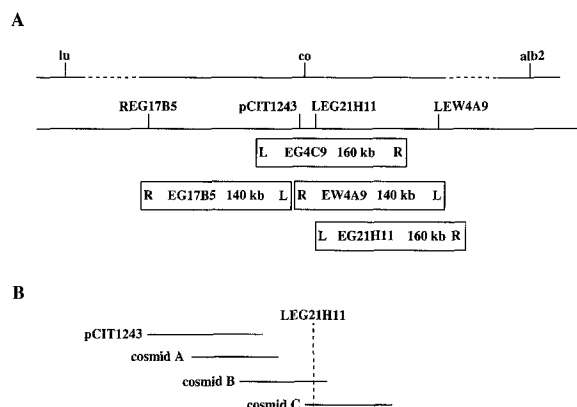 A
lu co alb2
REG17B5 pCIT1243 LEG21H11 LEW4A9
L EG4C9 160 kb R
R EG17B5 140 kb L R EW4A9 140 kb L
L EG21H11 160 kb R
B
LEG21H11
pCIT1243
cosmid A
cosmid B
cosmid C